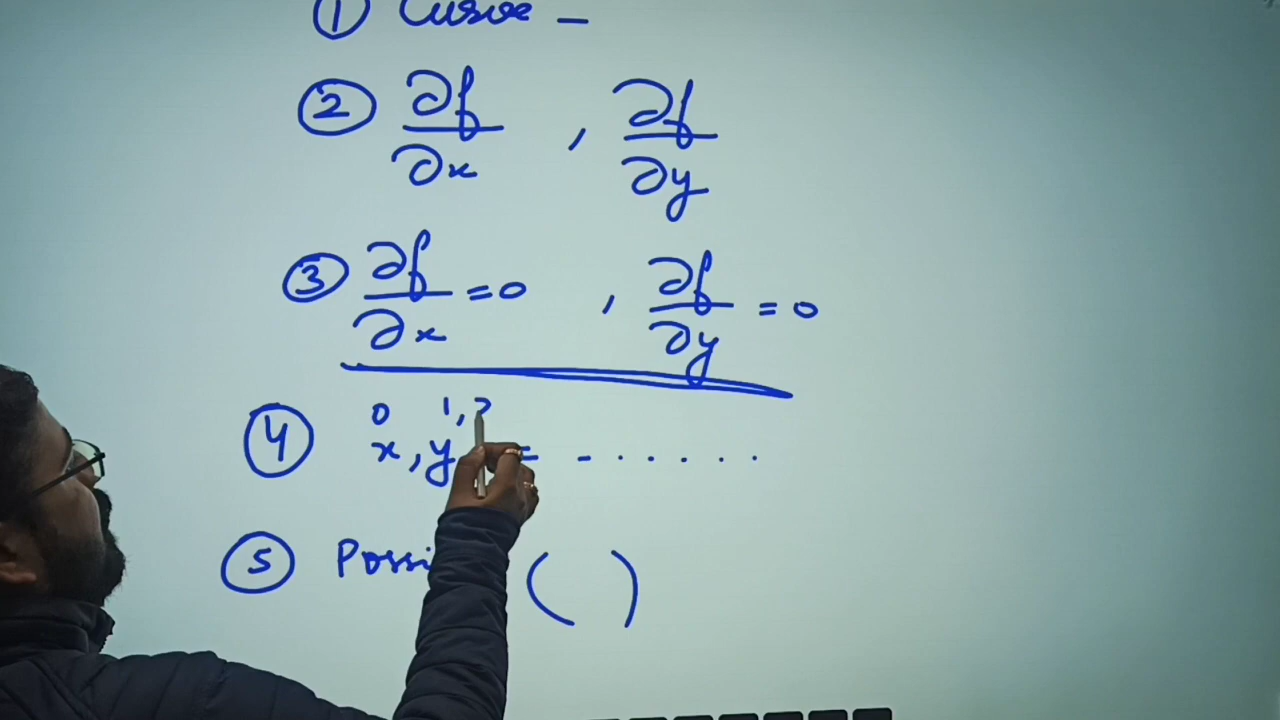 ① Curve –
② ∂f/∂x , ∂f/∂y
③ ∂f/∂x = 0 , ∂f/∂y = 0
0 1,2
④ x , y = - . . . . . .
⑤ Possi ( )